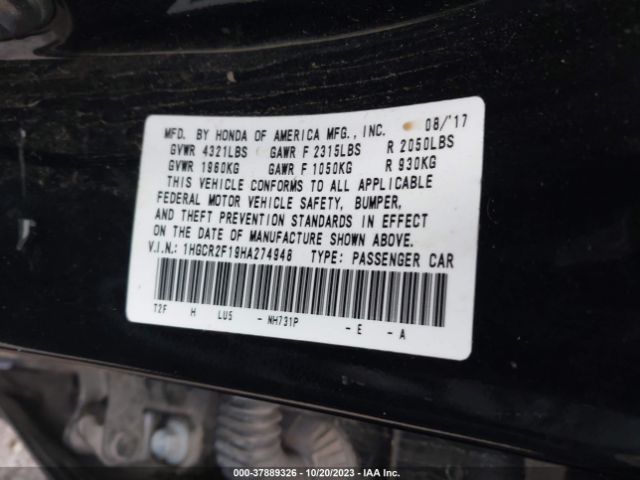 MFD. BY HONDA OF AMERICA MFG., INC. 08/'17
GVWR 4321LBS GAWR F 2315LBS R 2050LBS
GVWR 1960KG GAWR F 1050KG R 930KG
THIS VEHICLE CONFORMS TO ALL APPLICABLE
FEDERAL MOTOR VEHICLE SAFETY, BUMPER,
AND THEFT PREVENTION STANDARDS IN EFFECT
ON THE DATE OF MANUFACTURE SHOWN ABOVE.
V.I.N.: 1HGCR2F19HA274948 TYPE: PASSENGER CAR
T2F H LU5 - NH731P - E - A
000-37889326 | 10/20/2023 | IAA Inc.